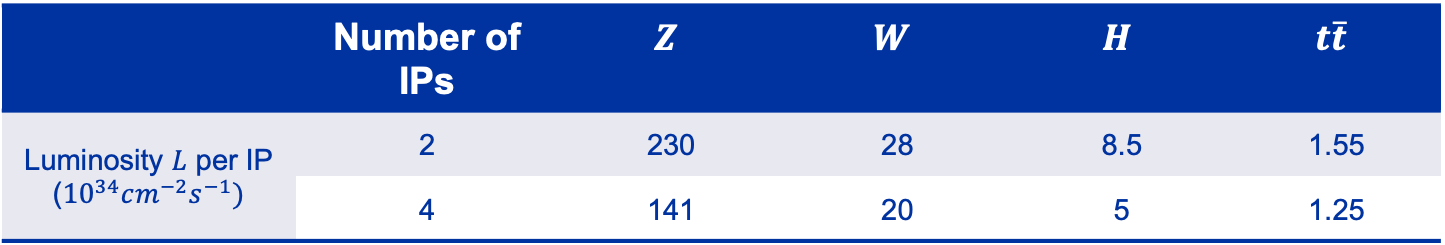 Number of IPs Z W H tt̄
Luminosity L per IP (10³⁴cm⁻²s⁻¹)
2 230 28 8.5 1.55
4 141 20 5 1.25